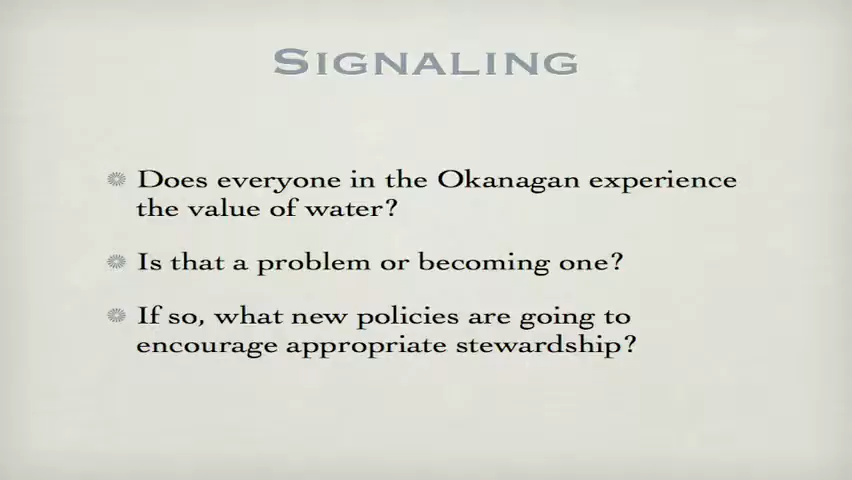 Signaling
Does everyone in the Okanagan experience
the value of water?
Is that a problem or becoming one?
If so, what new policies are going to
encourage appropriate stewardship?